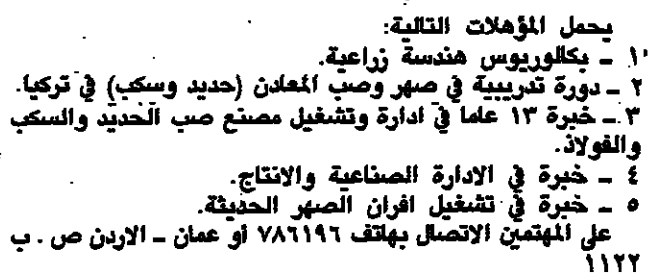 يحمل المؤهلات التالية:
١ - بكالوريوس هندسة زراعية.
٢ - دورة تدريبية في صهر وصب المعادن (حديد وسكب) في تركيا.
٣ - خبرة ١٣ عاما في ادارة وتشغيل مصنع صب الحديد والسكب
والفولاذ.
٤ - خبرة في الادارة الصناعية والانتاج.
٥ - خبرة في تشغيل افران الصهر الحديثة.
على المهتمين الاتصال بهاتف ٧٨٦١٩٦ أو عمان - الاردن ص . ب
١١٢٢